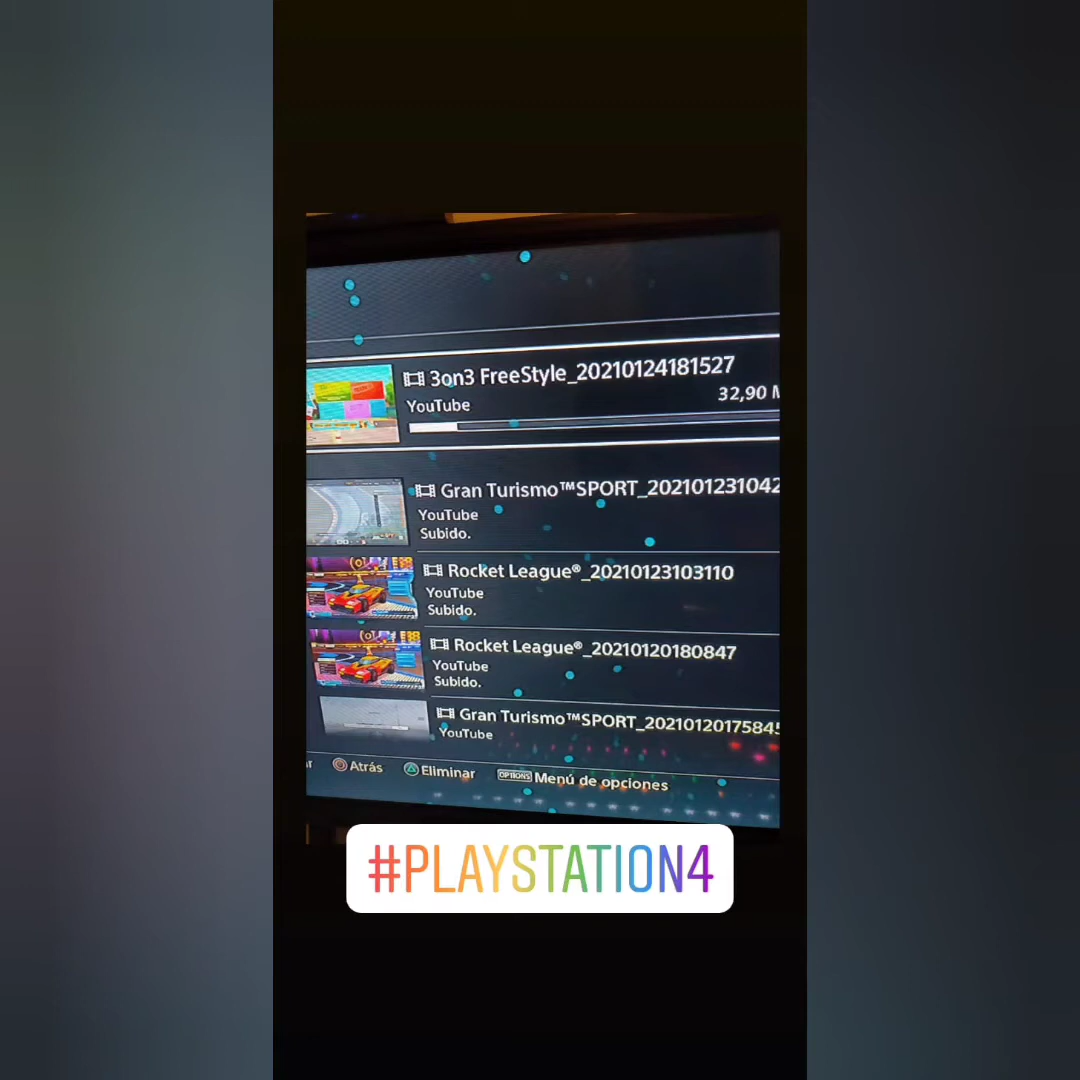 3on3 FreeStyle_20210124181527
32,90
YouTube
Gran Turismo™SPORT_202101231042
YouTube
Subido.
Rocket League®_20210123103110
YouTube
Subido.
Rocket League®_20210120180847
YouTube
Subido.
Gran Turismo™SPORT_20210120175845
YouTube
Atrás
Eliminar
OPTIONS Menú de opciones
#PLAYSTATION4